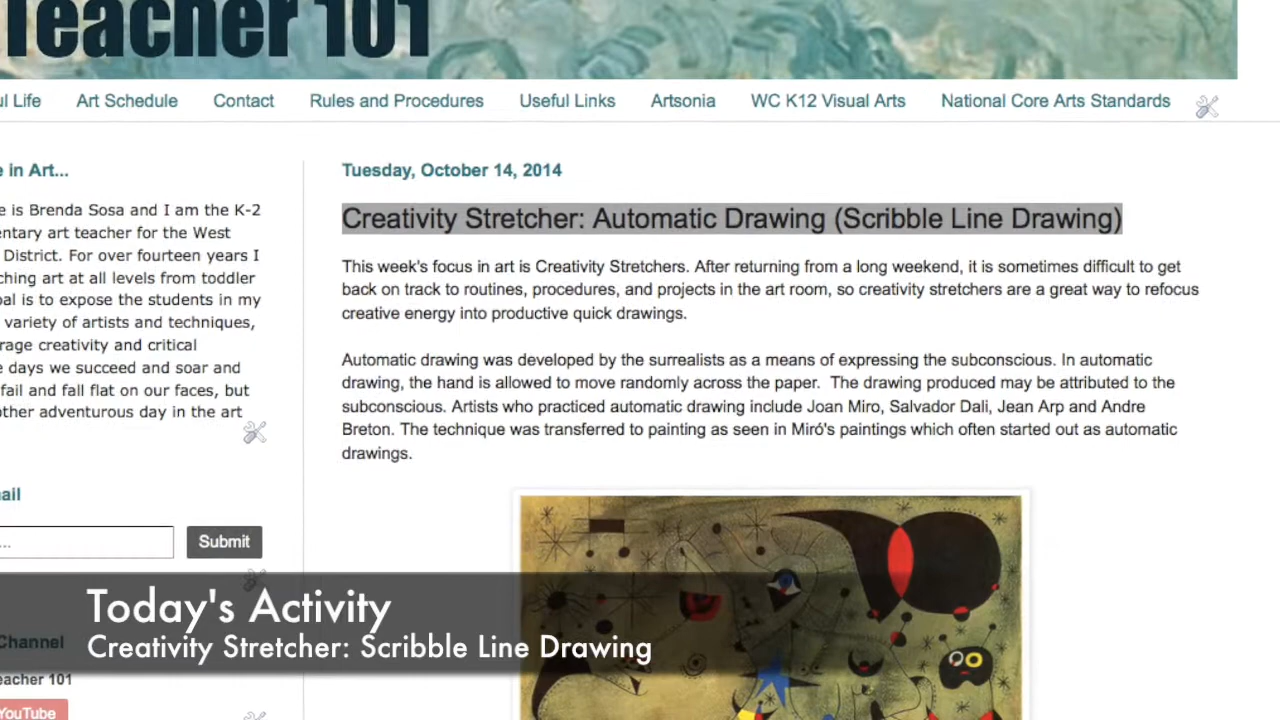 Teacher 101
ul Life Art Schedule Contact Rules and Procedures Useful Links Artsonia WC K12 Visual Arts National Core Arts Standards
e in Art...
e is Brenda Sosa and I am the K-2
entary art teacher for the West
District. For over fourteen years I
ching art at all levels from toddler
oal is to expose the students in my
variety of artists and techniques,
rage creativity and critical
e days we succeed and soar and
fail and fall flat on our faces, but
other adventurous day in the art
mail
...
Submit
Channel
eacher 101
YouTube
Tuesday, October 14, 2014
Creativity Stretcher: Automatic Drawing (Scribble Line Drawing)
This week's focus in art is Creativity Stretchers. After returning from a long weekend, it is sometimes difficult to get
back on track to routines, procedures, and projects in the art room, so creativity stretchers are a great way to refocus
creative energy into productive quick drawings.
Automatic drawing was developed by the surrealists as a means of expressing the subconscious. In automatic
drawing, the hand is allowed to move randomly across the paper. The drawing produced may be attributed to the
subconscious. Artists who practiced automatic drawing include Joan Miro, Salvador Dali, Jean Arp and Andre
Breton. The technique was transferred to painting as seen in Miró's paintings which often started out as automatic
drawings.
Today's Activity
Creativity Stretcher: Scribble Line Drawing